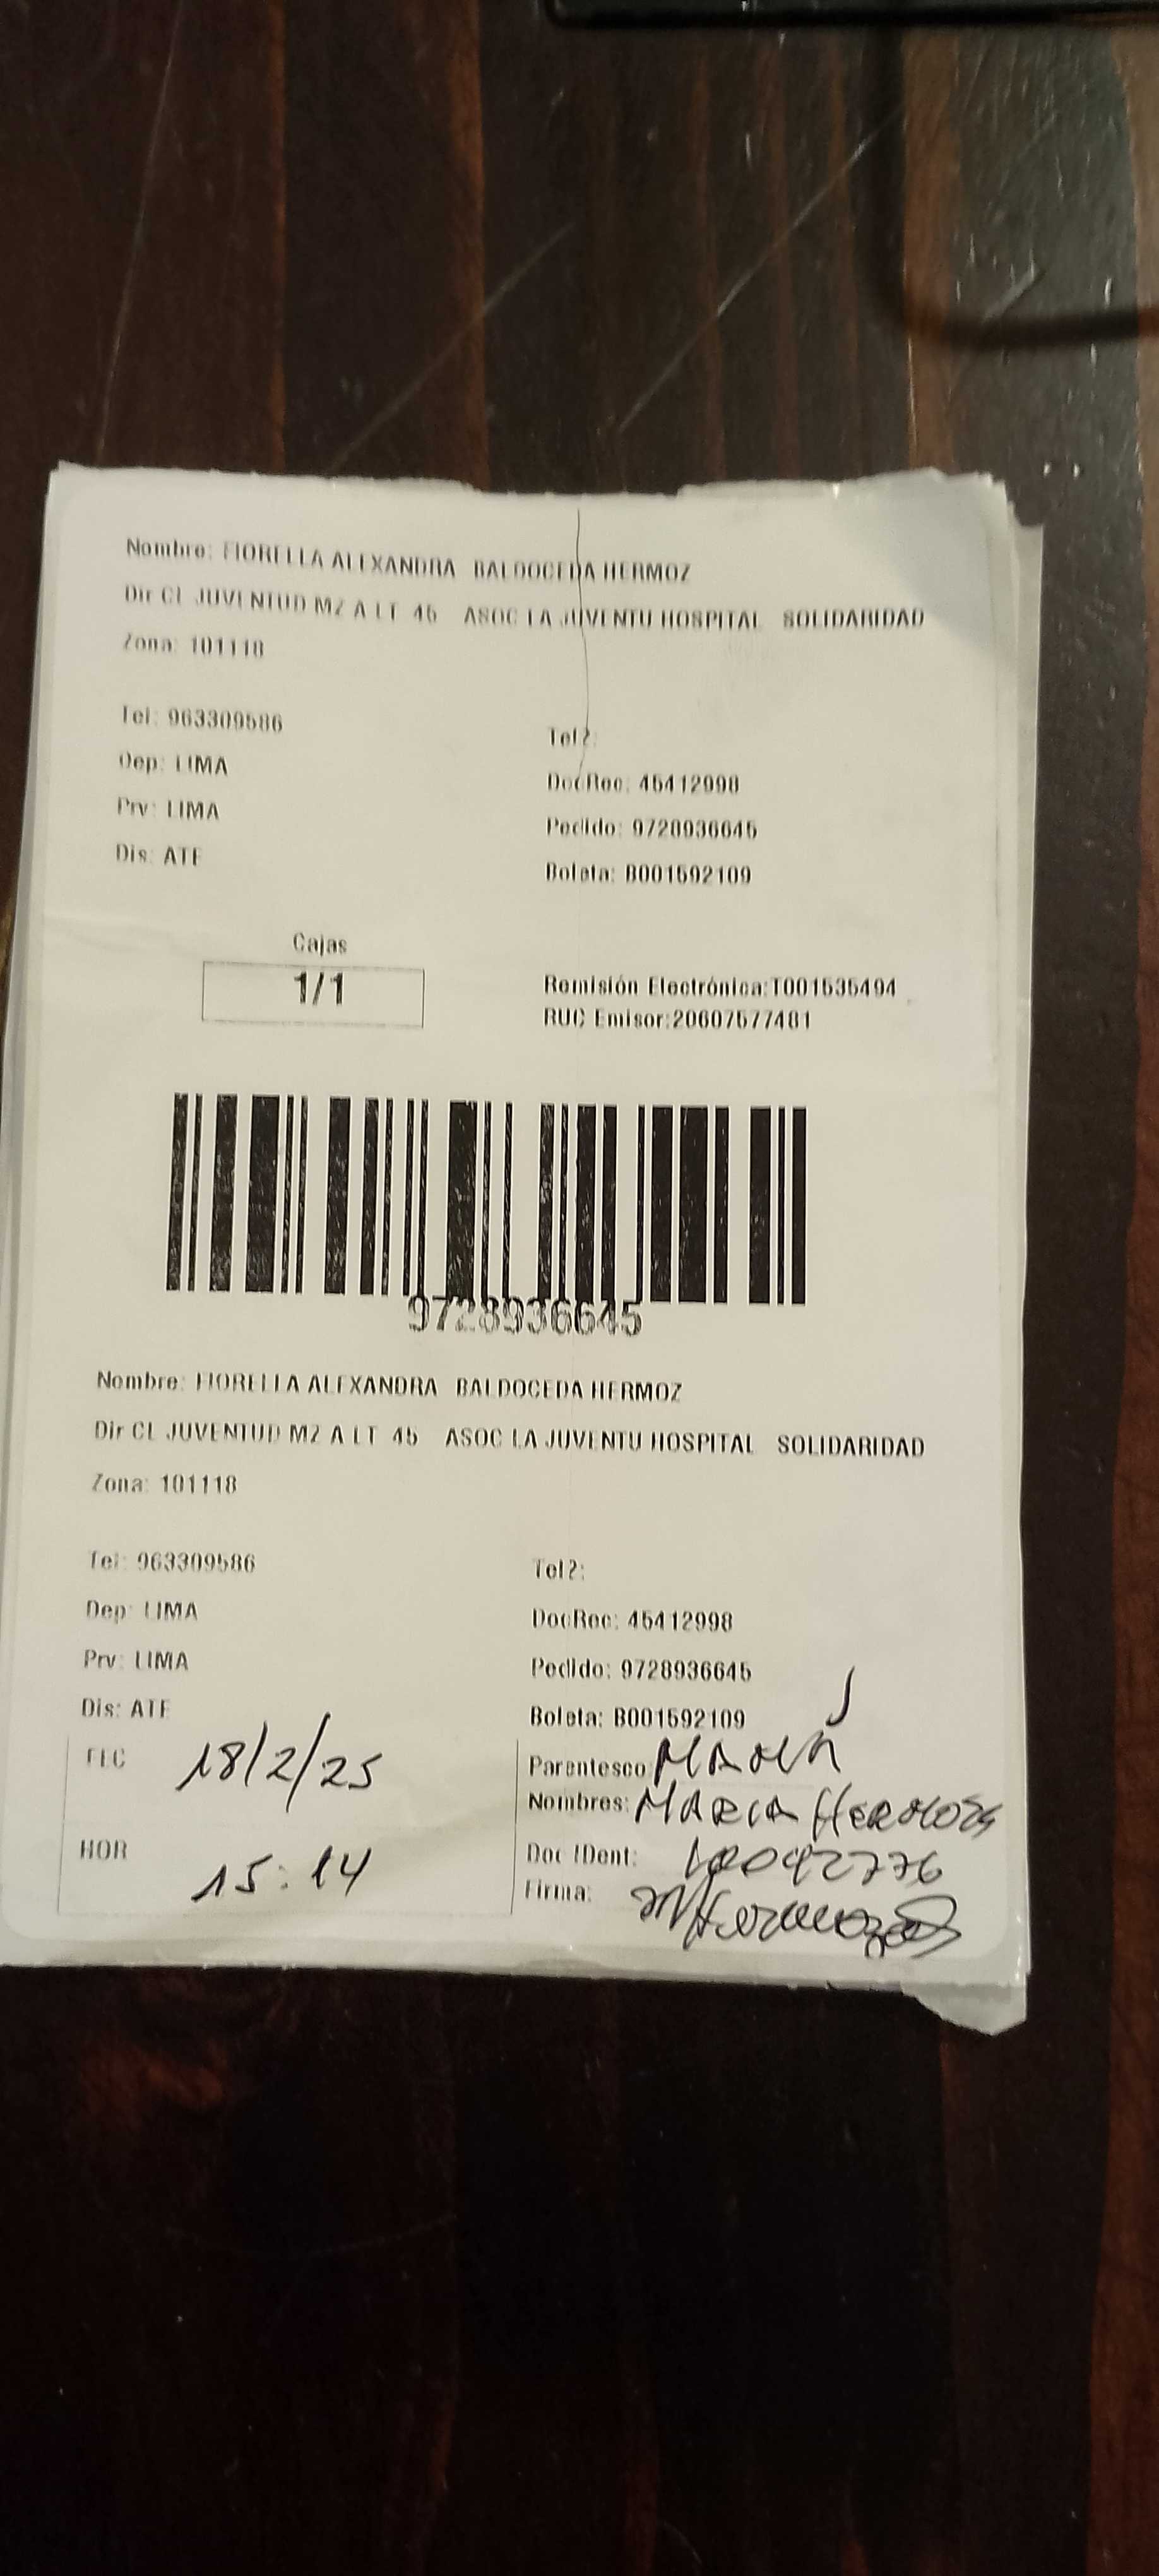 Nombre: FIORELLA ALEXANDRA BALDOCEDA HERMOZ
Dir CL JUVENTUD MZ A LT 45 ASOC LA JUVENTU HOSPITAL SOLIDARIDAD
Zona: 101118
Tel: 963309586
Tel2:
Dep: LIMA
DocRec: 45412998
Prv: LIMA
Pedido: 9728936645
Dis: ATE
Boleta: B001592109
Cajas
1/1
Remisión Electrónica:T001535494
RUC Emisor:20607577481
9728936645
Nombre: FIORELLA ALEXANDRA BALDOCEDA HERMOZ
Dir CL JUVENTUD MZ A LT 45 ASOC LA JUVENTU HOSPITAL SOLIDARIDAD
Zona: 101118
Tel: 963309586
Tel2:
Dep: LIMA
DocRec: 45412998
Prv: LIMA
Pedido: 9728936645
Dis: ATE
Boleta: B001592109
FEC 18/2/25
Parentesco MAMÁ
Nombres: MARIA
HOR 15:14
Doc IDent:
Firma: